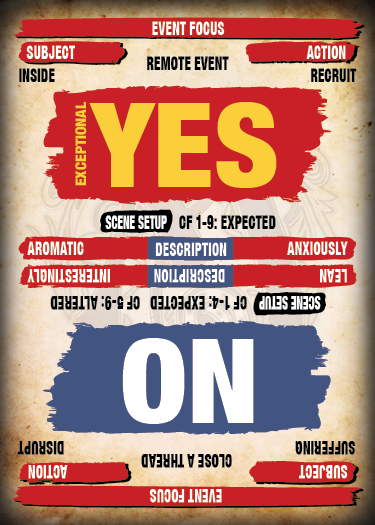 EVENT FOCUS
SUBJECT ACTION
REMOTE EVENT
INSIDE RECRUIT
EXCEPTIONAL
YES
SCENE SETUP OF 1-9: EXPECTED
AROMATIC DESCRIPTION ANXIOUSLY
EVENT FOCUS
SUBJECT ACTION
CLOSE A THREAD
SUFFERING DISRUPT
NO
SCENE SETUP OF 1-4: EXPECTED OF 5-9: ALTERED
LEAN DESCRIPTION INTERESTINGLY